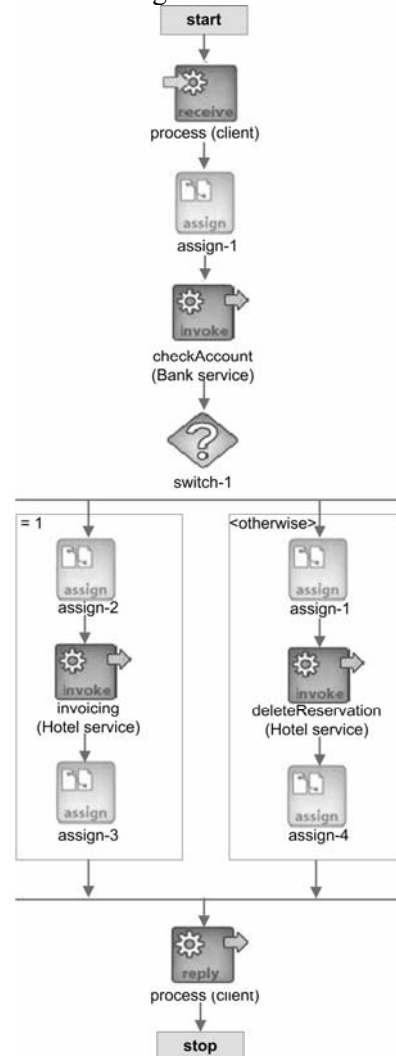 start
receive
process (client)
assign
assign-1
invoke
checkAccount
(Bank service)
?
switch-1
= 1
assign
assign-2
invoke
invoicing
(Hotel service)
assign
assign-3
<otherwise>
assign
assign-1
invoke
deleteReservation
(Hotel service)
assign
assign-4
reply
process (client)
stop